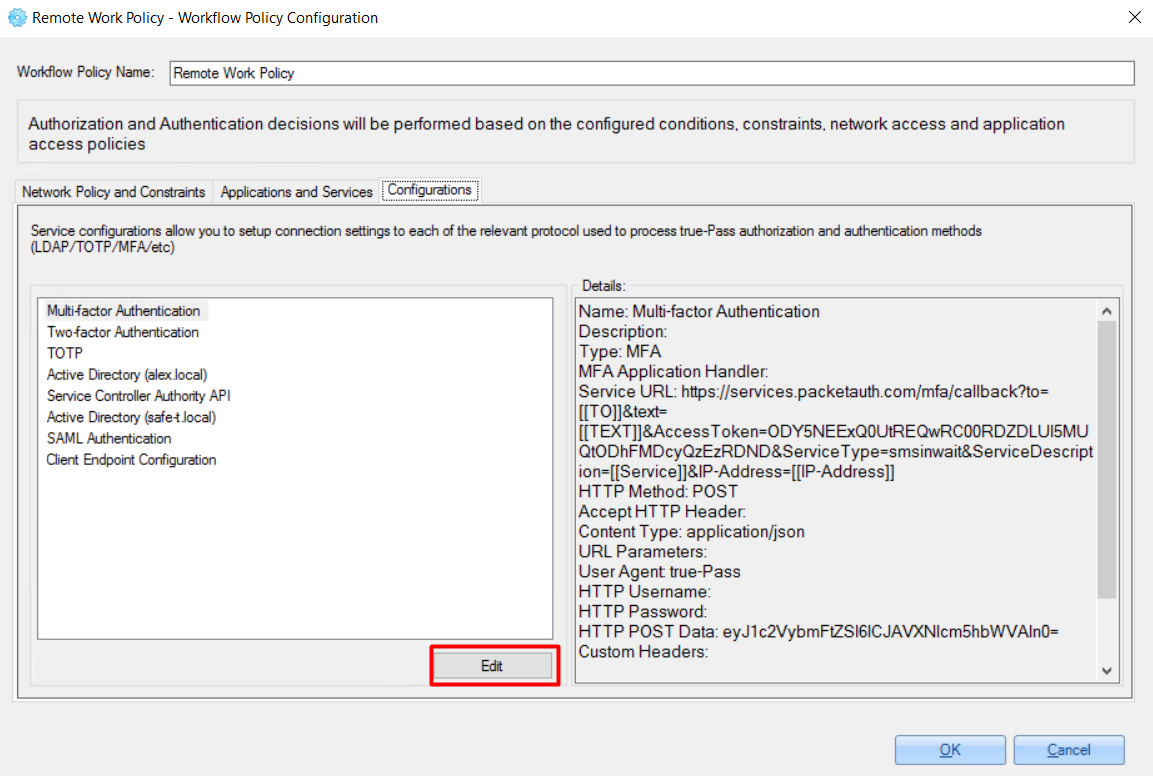 Remote Work Policy - Workflow Policy Configuration
Workflow Policy Name:
Remote Work Policy
Authorization and Authentication decisions will be performed based on the configured conditions, constraints, network access and application
access policies
Network Policy and Constraints
Applications and Services
Configurations
Service configurations allow you to setup connection settings to each of the relevant protocol used to process true-Pass authorization and authentication methods
(LDAP/TOTP/MFA/etc)
Multi-factor Authentication
Two-factor Authentication
TOTP
Active Directory (alex.local)
Service Controller Authority API
Active Directory (safe-t.local)
SAML Authentication
Client Endpoint Configuration
Edit
Details:
Name: Multi-factor Authentication
Description:
Type: MFA
MFA Application Handler:
Service URL: https://services.packetauth.com/mfa/callback?to=
[[TO]]&text=
[[TEXT]]&AccessToken=ODY5NEExQ0UtREQwRC00RDZDLUI5MU
QtODhFMDcyQzEzRDND&ServiceType=smsinwait&ServiceDescript
ion=[[Service]]&IP-Address=[[IP-Address]]
HTTP Method: POST
Accept HTTP Header:
Content Type: application/json
URL Parameters:
User Agent: true-Pass
HTTP Username:
HTTP Password:
HTTP POST Data: eyJ1c2VybmFtZSI6ICJAVXNlcm5hbWVAIn0=
Custom Headers:
OK
Cancel